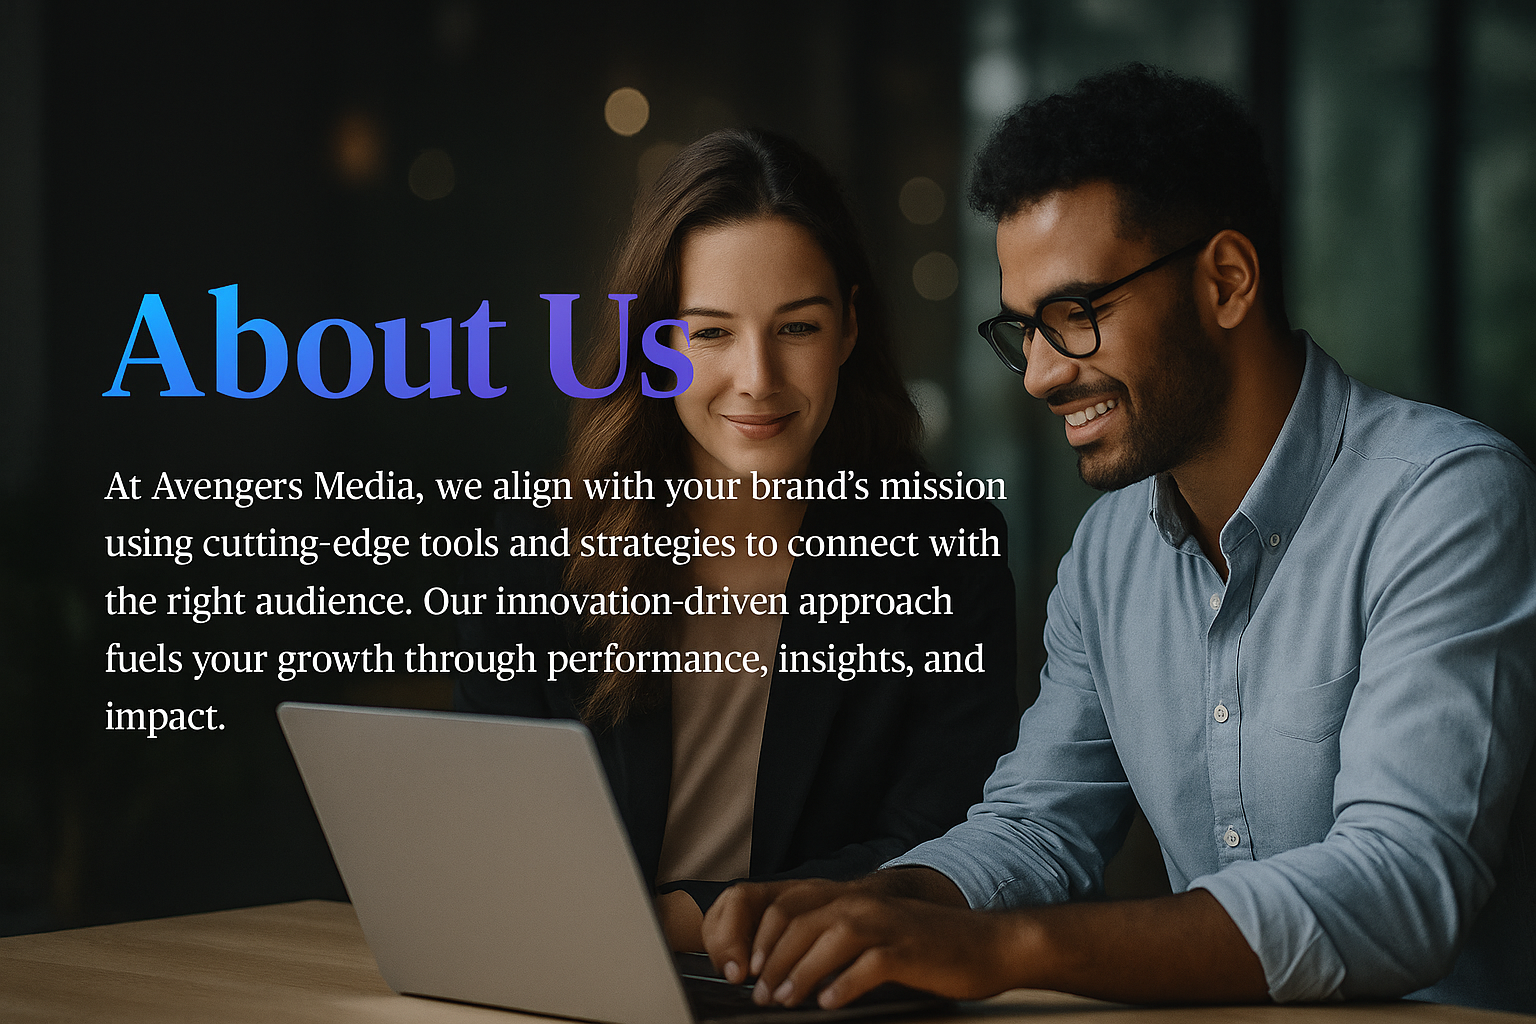 About Us
At Avengers Media, we align with your brand’s mission
using cutting-edge tools and strategies to connect with
the right audience. Our innovation-driven approach
fuels your growth through performance, insights, and
impact.